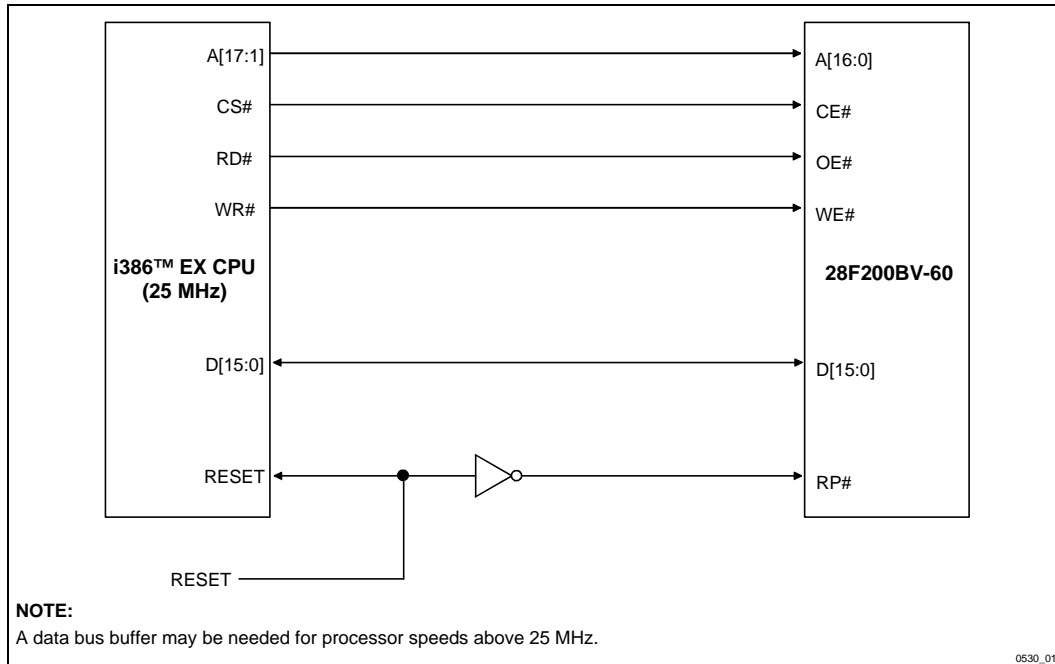 A[17:1]
A[16:0]
CS#
CE#
RD#
OE#
WR#
WE#
i386™ EX CPU
(25 MHz)
28F200BV-60
D[15:0]
D[15:0]
RESET
RP#
RESET
NOTE:
A data bus buffer may be needed for processor speeds above 25 MHz.
0530_01